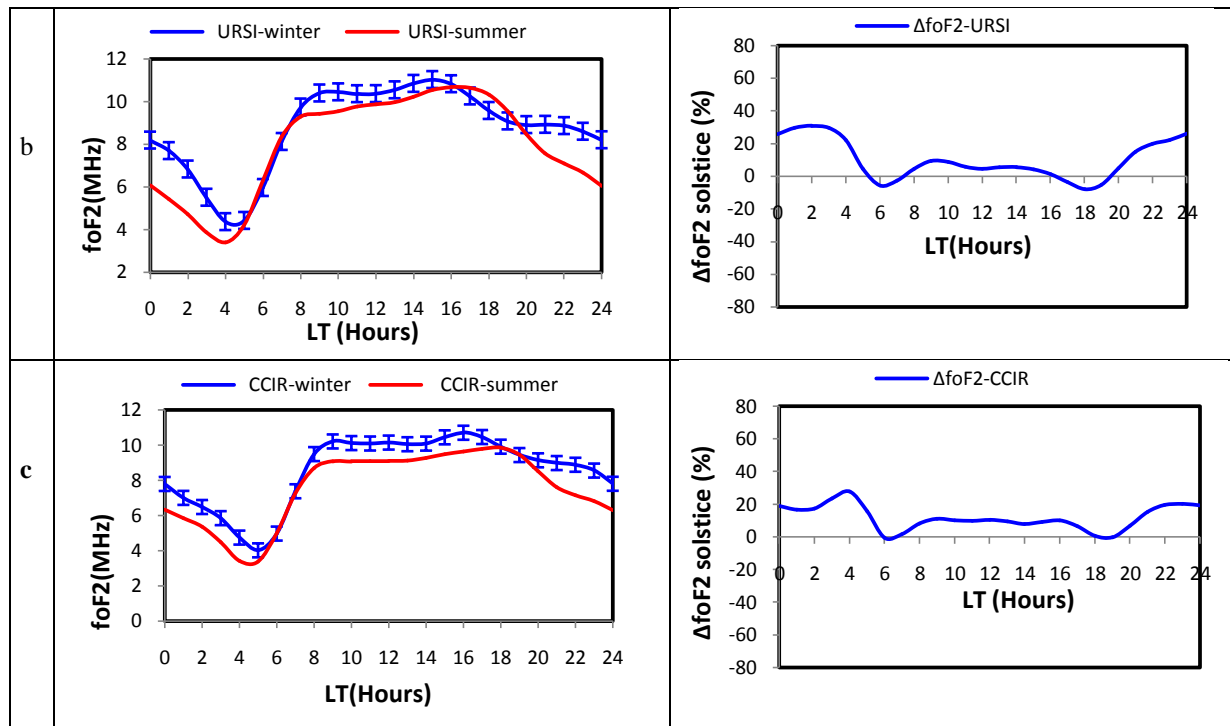 b
URSI-winter URSI-summer
foF2(MHz)
12
10
8
6
4
2
0 2 4 6 8 10 12 14 16 18 20 22 24
LT (Hours)
ΔfoF2-URSI
ΔfoF2 solstice (%)
80
60
40
20
0
-20
-40
-60
-80
0 2 4 6 8 10 12 14 16 18 20 22 24
LT(Hours)
c
CCIR-winter CCIR-summer
foF2(MHz)
12
10
8
6
4
2
0
0 2 4 6 8 10 12 14 16 18 20 22 24
LT(Hours)
ΔfoF2-CCIR
ΔfoF2 solstice (%)
80
60
40
20
0
-20
-40
-60
-80
0 2 4 6 8 10 12 14 16 18 20 22 24
LT (Hours)